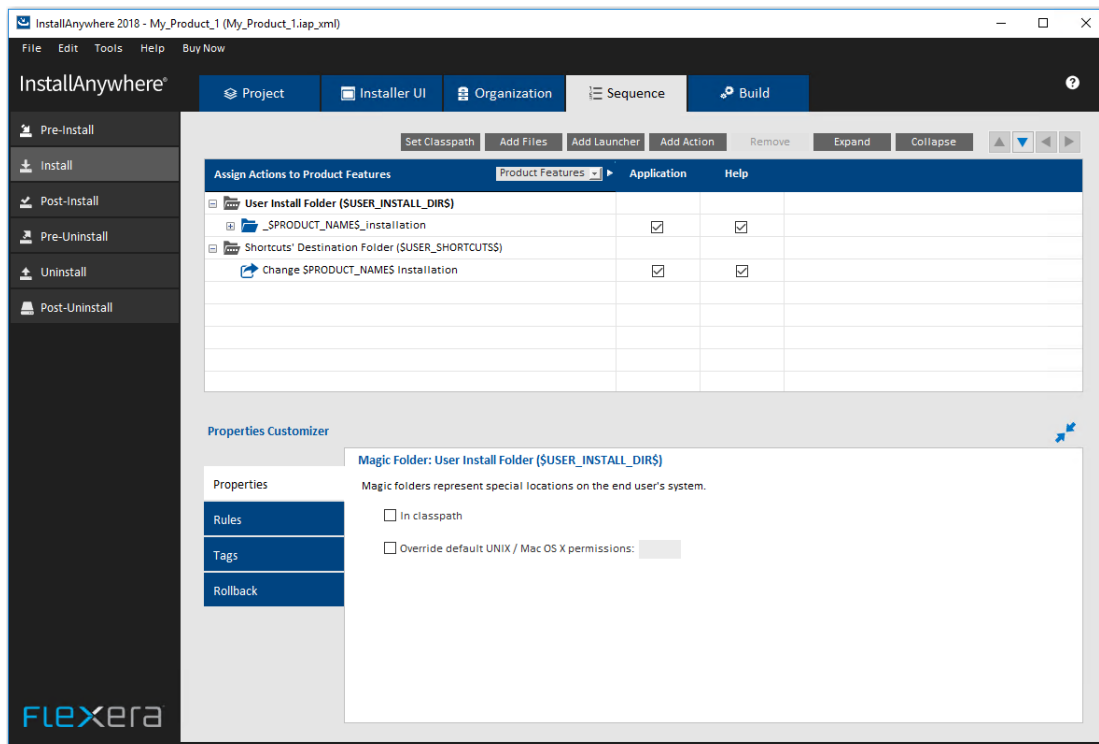 InstallAnywhere 2018 - My_Product_1 (My_Product_1.iap_xml)
File Edit Tools Help Buy Now
InstallAnywhere®
Project Installer UI Organization Sequence Build
Pre-Install
Install
Post-Install
Pre-Uninstall
Uninstall
Post-Uninstall
Set Classpath Add Files Add Launcher Add Action Remove Expand Collapse
Assign Actions to Product Features Product Features Application Help
User Install Folder ($USER_INSTALL_DIR$)
_$PRODUCT_NAME$_installation
Shortcuts' Destination Folder ($USER_SHORTCUTS$)
Change $PRODUCT_NAME$ Installation
Properties Customizer
Properties
Rules
Tags
Rollback
Magic Folder: User Install Folder ($USER_INSTALL_DIR$)
Magic folders represent special locations on the end user's system.
In classpath
Override default UNIX / Mac OS X permissions:
FLEXERA